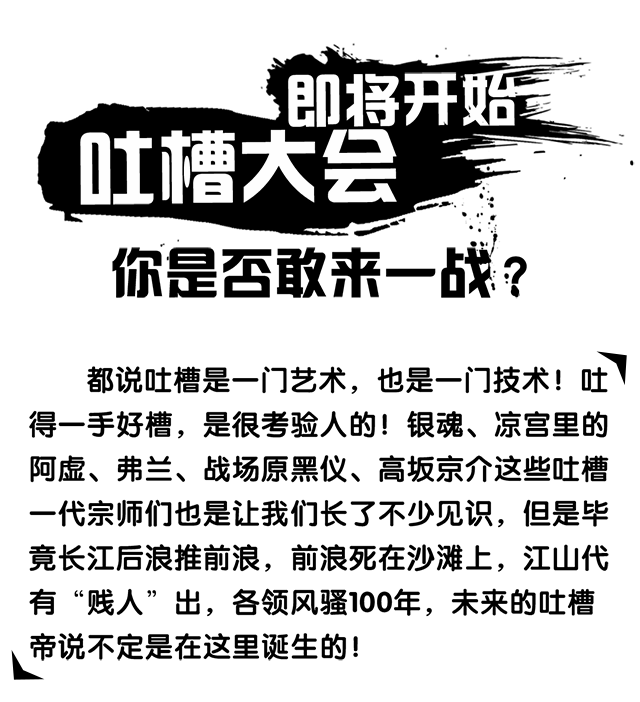 即将开始
吐槽大会
你是否敢来一战？
都说吐槽是一门艺术，也是一门技术！吐
得一手好槽，是很考验人的！银魂、凉宫里的
阿虚、弗兰、战场原黑仪、高坂京介这些吐槽
一代宗师们也是让我们长了不少见识，但是毕
竟长江后浪推前浪，前浪死在沙滩上，江山代
有“贱人”出，各领风骚100年，未来的吐槽
帝说不定是在这里诞生的！